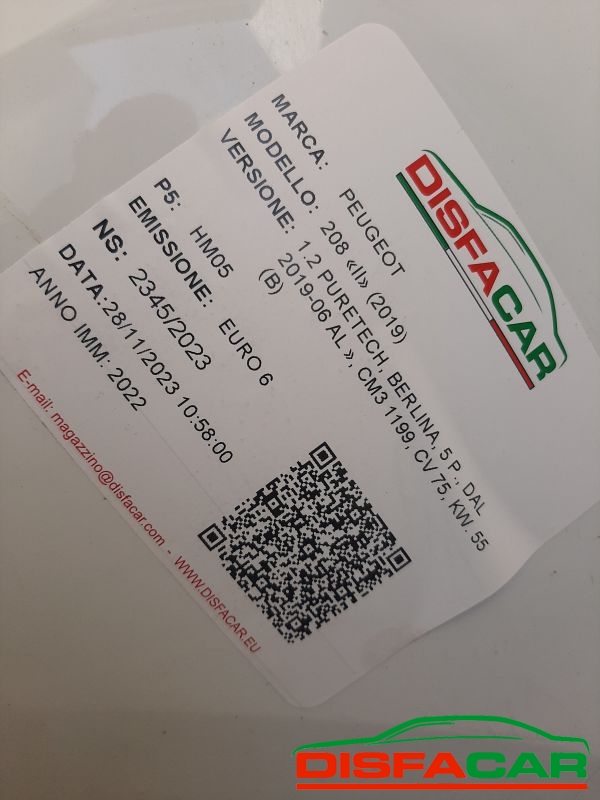 DISFACAR
MARCA: PEUGEOT
MODELLO: 208 «II» (2019)
VERSIONE: 1.2 PURETECH, BERLINA, 5 P., DAL
2019-06 AL », CM3 1199, CV 75, KW. 55
(B)
P5: HM05
EMISSIONE: EURO 6
NS: 2345/2023
DATA:28/11/2023 10:58:00
ANNO IMM: 2022
E-mail: magazzino@disfacar.com - WWW.DISFACAR.EU
DISFACAR